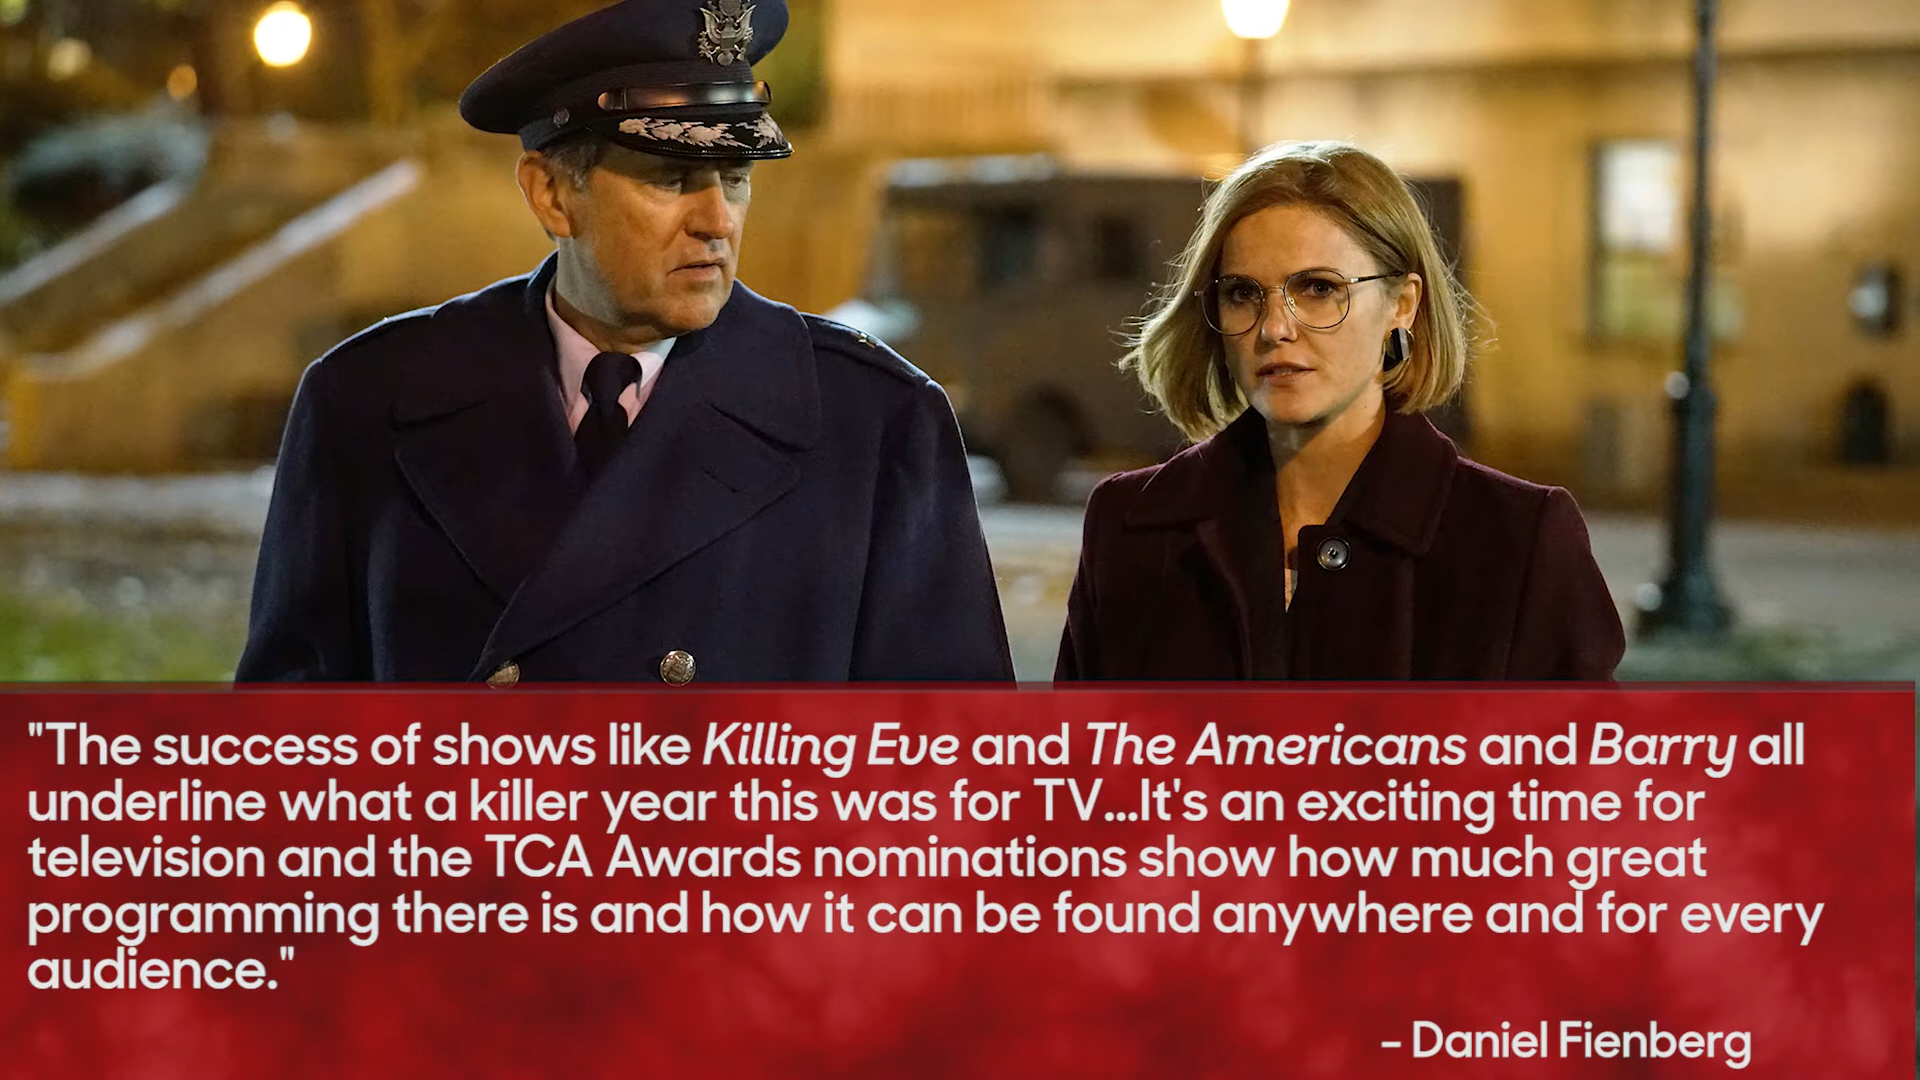 "The success of shows like Killing Eve and The Americans and Barry all
underline what a killer year this was for TV...It's an exciting time for
television and the TCA Awards nominations show how much great
programming there is and how it can be found anywhere and for every
audience."
- Daniel Fienberg